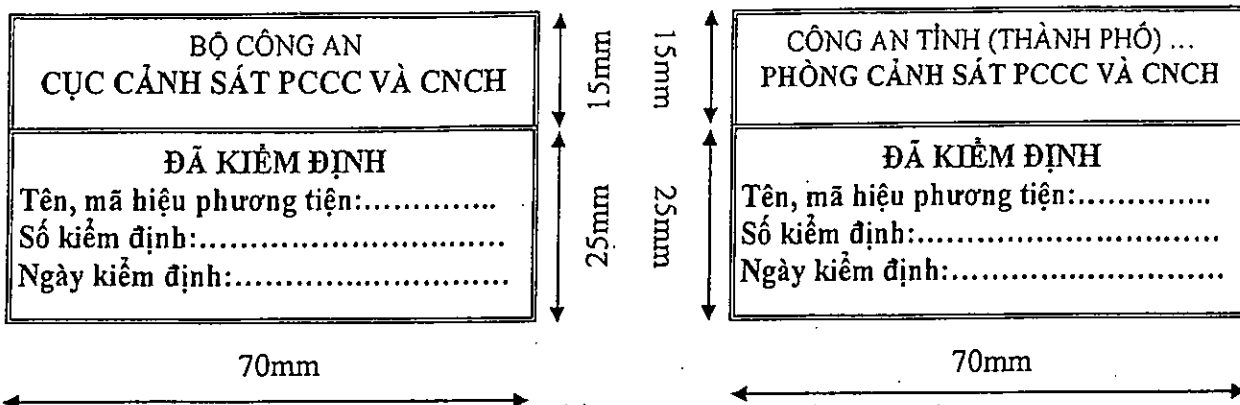 BỘ CÔNG AN
CỤC CẢNH SÁT PCCC VÀ CNCH
ĐÃ KIỂM ĐỊNH
Tên, mã hiệu phương tiện:..............
Số kiểm định:................................
Ngày kiểm định:.............................
15mm
25mm
70mm
15mm
25mm
CÔNG AN TỈNH (THÀNH PHỐ) ...
PHÒNG CẢNH SÁT PCCC VÀ CNCH
ĐÃ KIỂM ĐỊNH
Tên, mã hiệu phương tiện:..............
Số kiểm định:................................
Ngày kiểm định:.............................
70mm